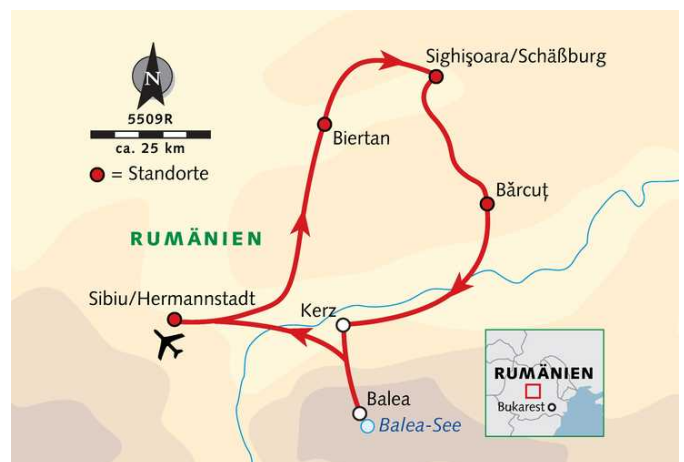 N
5509R
ca. 25 km
= Standorte
RUMÄNIEN
Sighişoara/Schäßburg
Biertan
Bărcuţ
Sibiu/Hermannstadt
Kerz
Balea
Balea-See
RUMÄNIEN
Bukarest